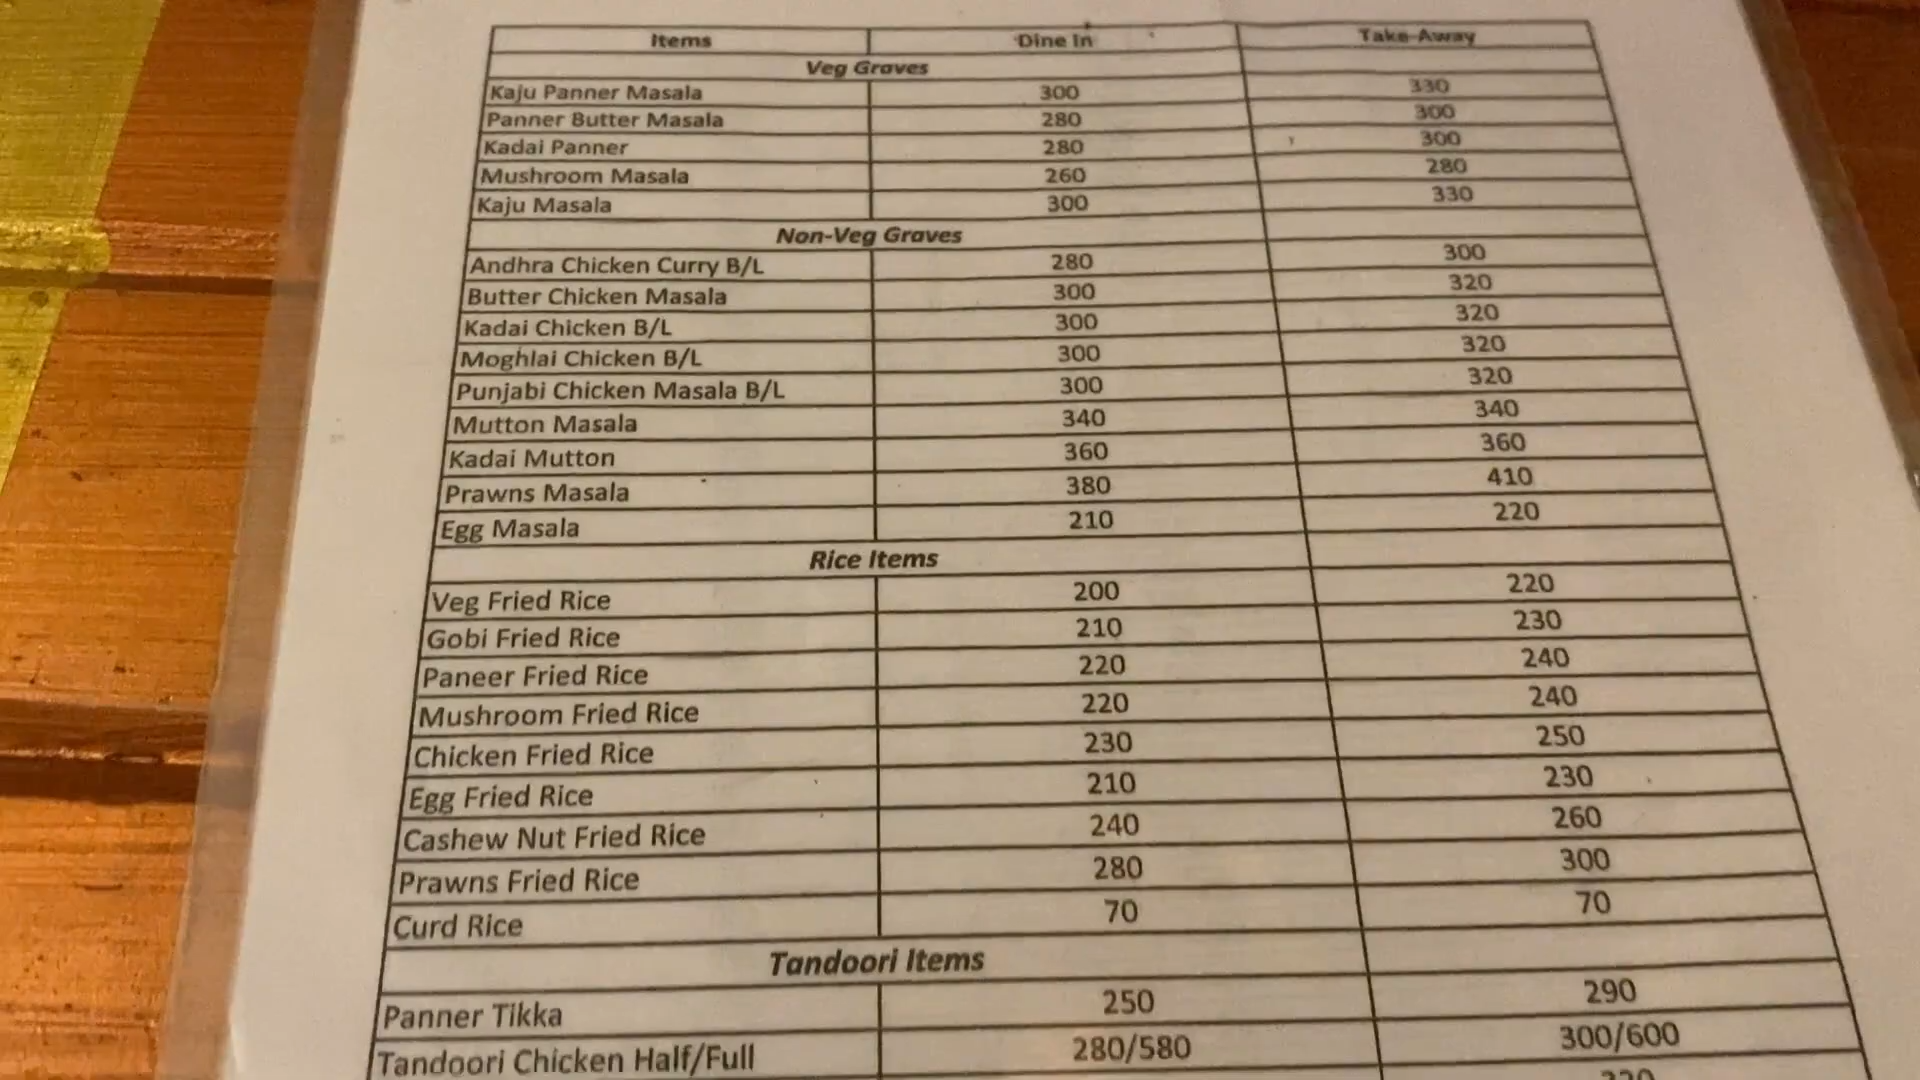 Items Dine In Take-Away
Veg Graves
Kaju Panner Masala 300 330
Panner Butter Masala 280 300
Kadai Panner 280 300
Mushroom Masala 260 280
Kaju Masala 300 330
Non-Veg Graves
Andhra Chicken Curry B/L 280 300
Butter Chicken Masala 300 320
Kadai Chicken B/L 300 320
Moghlai Chicken B/L 300 320
Punjabi Chicken Masala B/L 300 320
Mutton Masala 340 340
Kadai Mutton 360 360
Prawns Masala 380 410
Egg Masala 210 220
Rice Items
Veg Fried Rice 200 220
Gobi Fried Rice 210 230
Paneer Fried Rice 220 240
Mushroom Fried Rice 220 240
Chicken Fried Rice 230 250
Egg Fried Rice 210 230
Cashew Nut Fried Rice 240 260
Prawns Fried Rice 280 300
Curd Rice 70 70
Tandoori Items
Panner Tikka 250 290
Tandoori Chicken Half/Full 280/580 300/600